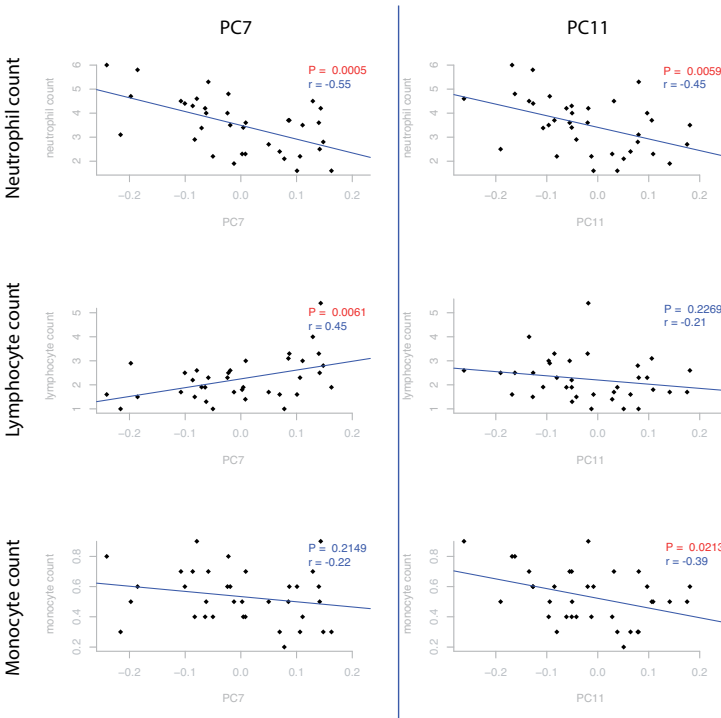 PC7
PC11
Neutrophil count
neutrophil count
6
5
4
3
2
P = 0.0005
r = -0.55
−0.2 −0.1 0.0 0.1 0.2
PC7
neutrophil count
6
5
4
3
2
P = 0.0059
r = -0.45
−0.2 −0.1 0.0 0.1 0.2
PC11
Lymphocyte count
lymphocyte count
5
4
3
2
1
P = 0.0061
r = 0.45
−0.2 −0.1 0.0 0.1 0.2
PC7
lymphocyte count
5
4
3
2
1
P = 0.2269
r = -0.21
−0.2 −0.1 0.0 0.1 0.2
PC11
Monocyte count
monocyte count
0.8
0.6
0.4
0.2
P = 0.2149
r = -0.22
−0.2 −0.1 0.0 0.1 0.2
PC7
monocyte count
0.8
0.6
0.4
0.2
P = 0.0213
r = -0.39
−0.2 −0.1 0.0 0.1 0.2
PC11